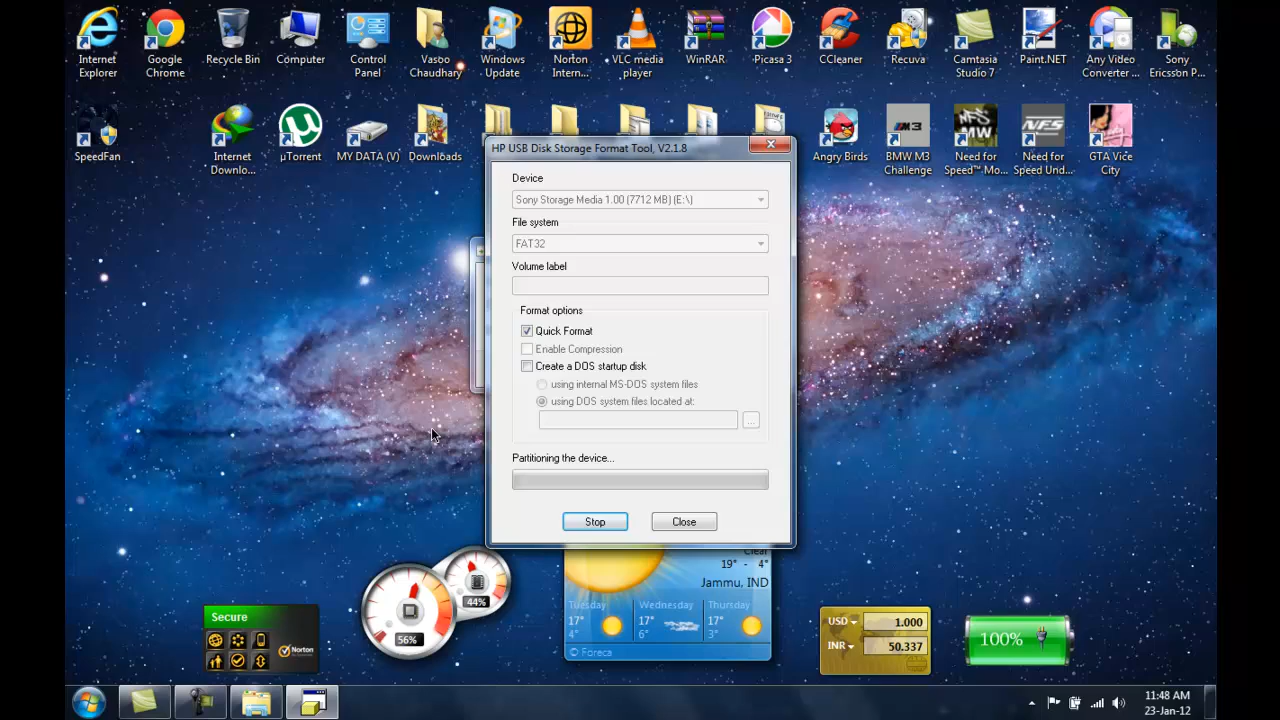 Internet
Explorer
Google
Chrome
Recycle Bin
Computer
Control
Panel
Vasoo
Chaudhary
Windows
Update
Norton
Intern...
VLC media
player
WinRAR
Picasa 3
CCleaner
Recuva
Camtasia
Studio 7
Paint.NET
Any Video
Converter ...
Sony
Ericsson P...
SpeedFan
Internet
Downlo...
µTorrent
MY DATA (V)
Downloads
Angry Birds
M3
BMW M3
Challenge
NFS
MW
Need for
Speed™ Mo...
NFS
Need for
Speed Und...
GTA Vice
City
HP USB Disk Storage Format Tool, V2.1.8
Device
Sony Storage Media 1.00 (7712 MB) (E:\)
File system
FAT32
Volume label
Format options
Quick Format
Enable Compression
Create a DOS startup disk
using internal MS-DOS system files
using DOS system files located at:
...
Partitioning the device...
Stop
Close
Clear
19° - 4°
Jammu, IND
Tuesday
17°
4°
Wednesday
17°
6°
Thursday
17°
3°
© Foreca
44%
56%
Secure
Norton
USD
1.000
INR
50.337
100%
11:48 AM
23-Jan-12